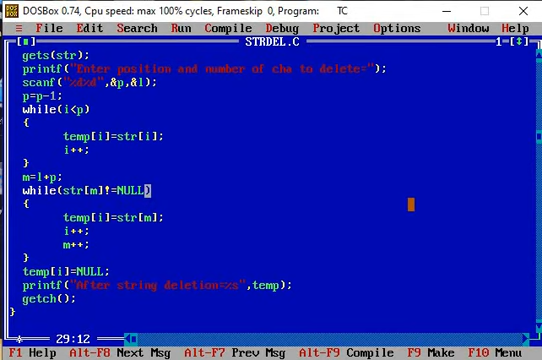 DOSBox 0.74, Cpu speed: max 100% cycles, Frameskip 0, Program: TC
≡ File Edit Search Run Compile Debug Project Options Window Help
[■] STRDEL.C 1=[↕]
gets(str);
printf("Enter position and number of cha to delete=");
scanf("%d%d",&p,&l);
p=p-1;
while(i<p)
{
temp[i]=str[i];
i++;
}
m=l+p;
while(str[m]!=NULL)
{
temp[i]=str[m];
i++;
m++;
}
temp[i]=NULL;
printf("After string deletion=%s",temp);
getch();
}
29:12
F1 Help Alt-F8 Next Msg Alt-F7 Prev Msg Alt-F9 Compile F9 Make F10 Menu